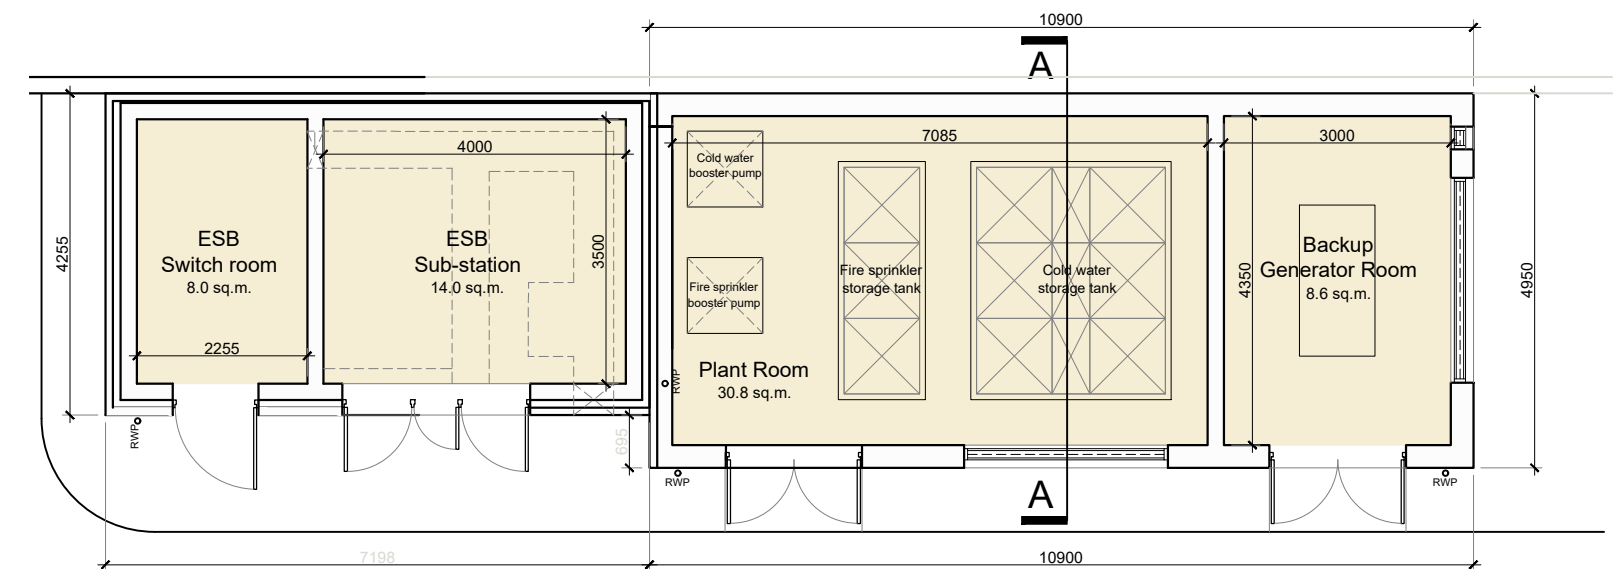 10900
A
4000
7085
3000
Cold water
booster pump
ESB
Switch room
8.0 sq.m.
ESB
Sub-station
14.0 sq.m.
4255
3500
Fire sprinkler
booster pump
Fire sprinkler
storage tank
Cold water
storage tank
4350
Backup
Generator Room
8.6 sq.m.
4950
2255
Plant Room
30.8 sq.m.
RWP
RWP
695
RWP
A
RWP
7198
10900